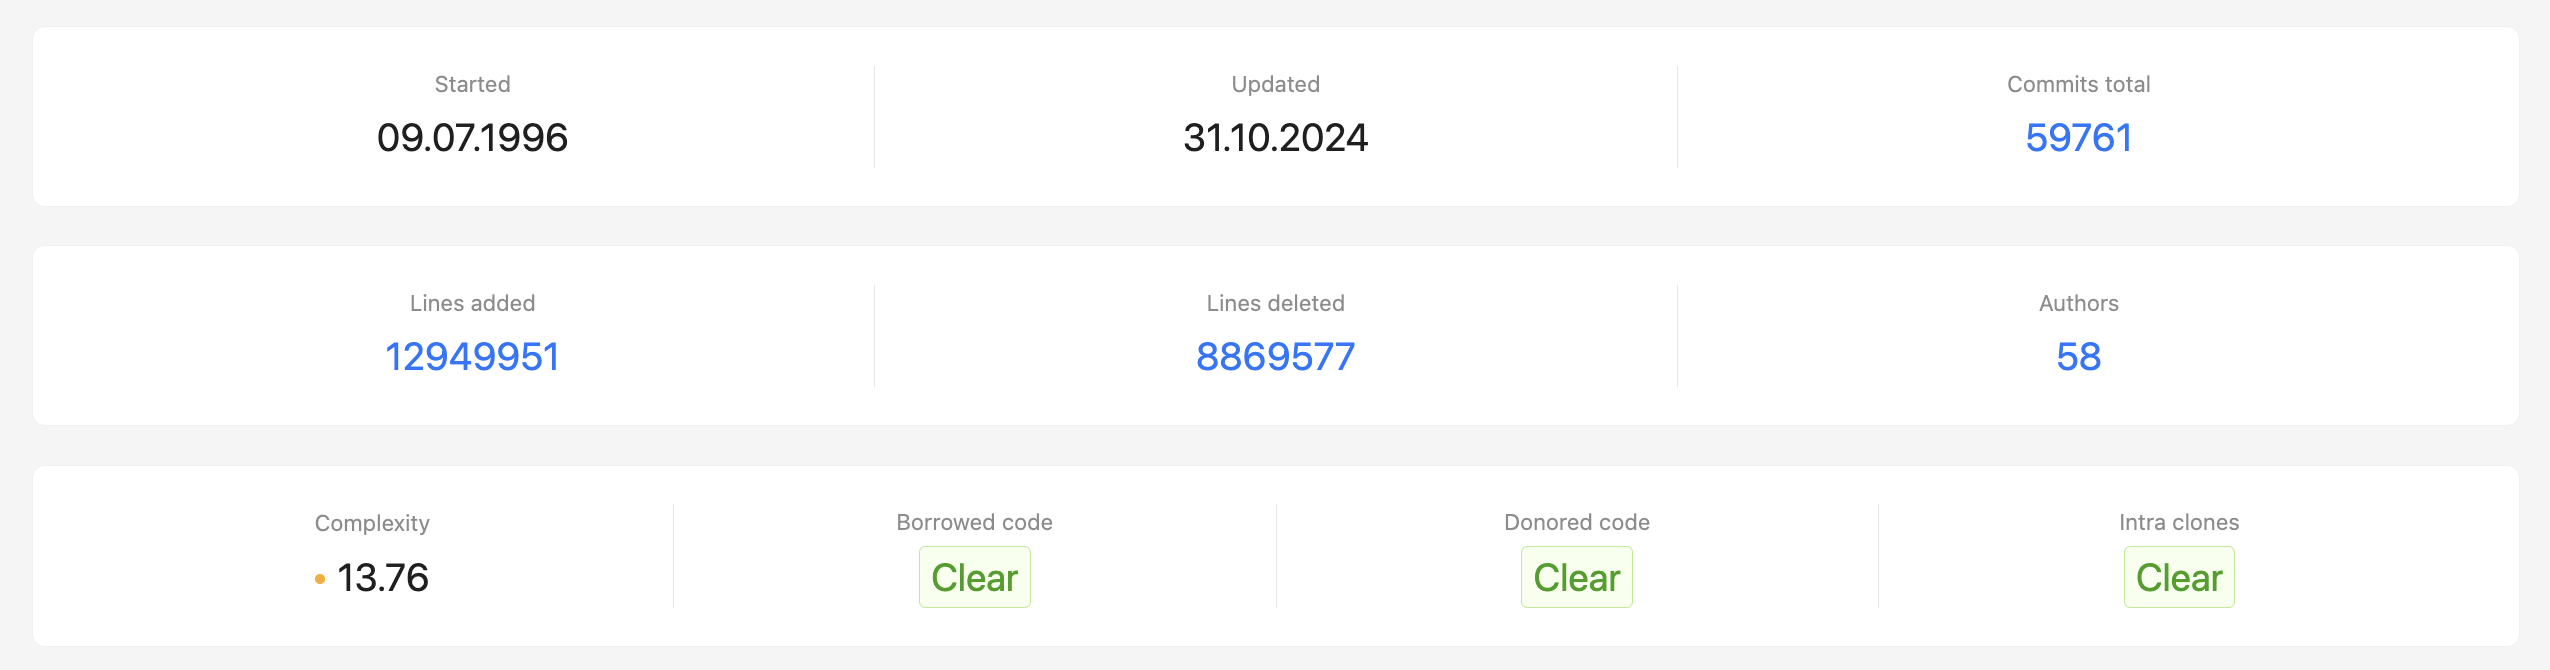 Started
Updated
Commits total
09.07.1996
31.10.2024
59761
Lines added
Lines deleted
Authors
12949951
8869577
58
Complexity
Borrowed code
Donored code
Intra clones
13.76
Clear
Clear
Clear